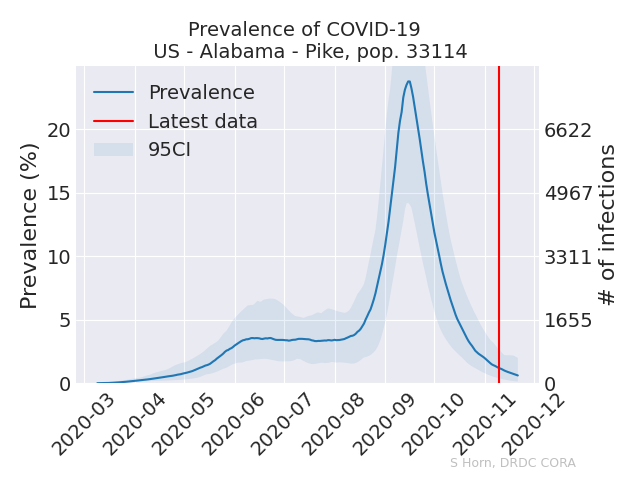 Prevalence of COVID-19
US - Alabama - Pike, pop. 33114
Prevalence
Latest data
95CI
Prevalence (%)
20
15
10
5
0
6622
4967
3311
1655
0
# of infections
2020-03
2020-04
2020-05
2020-06
2020-07
2020-08
2020-09
2020-10
2020-11
2020-12
S Horn, DRDC CORA